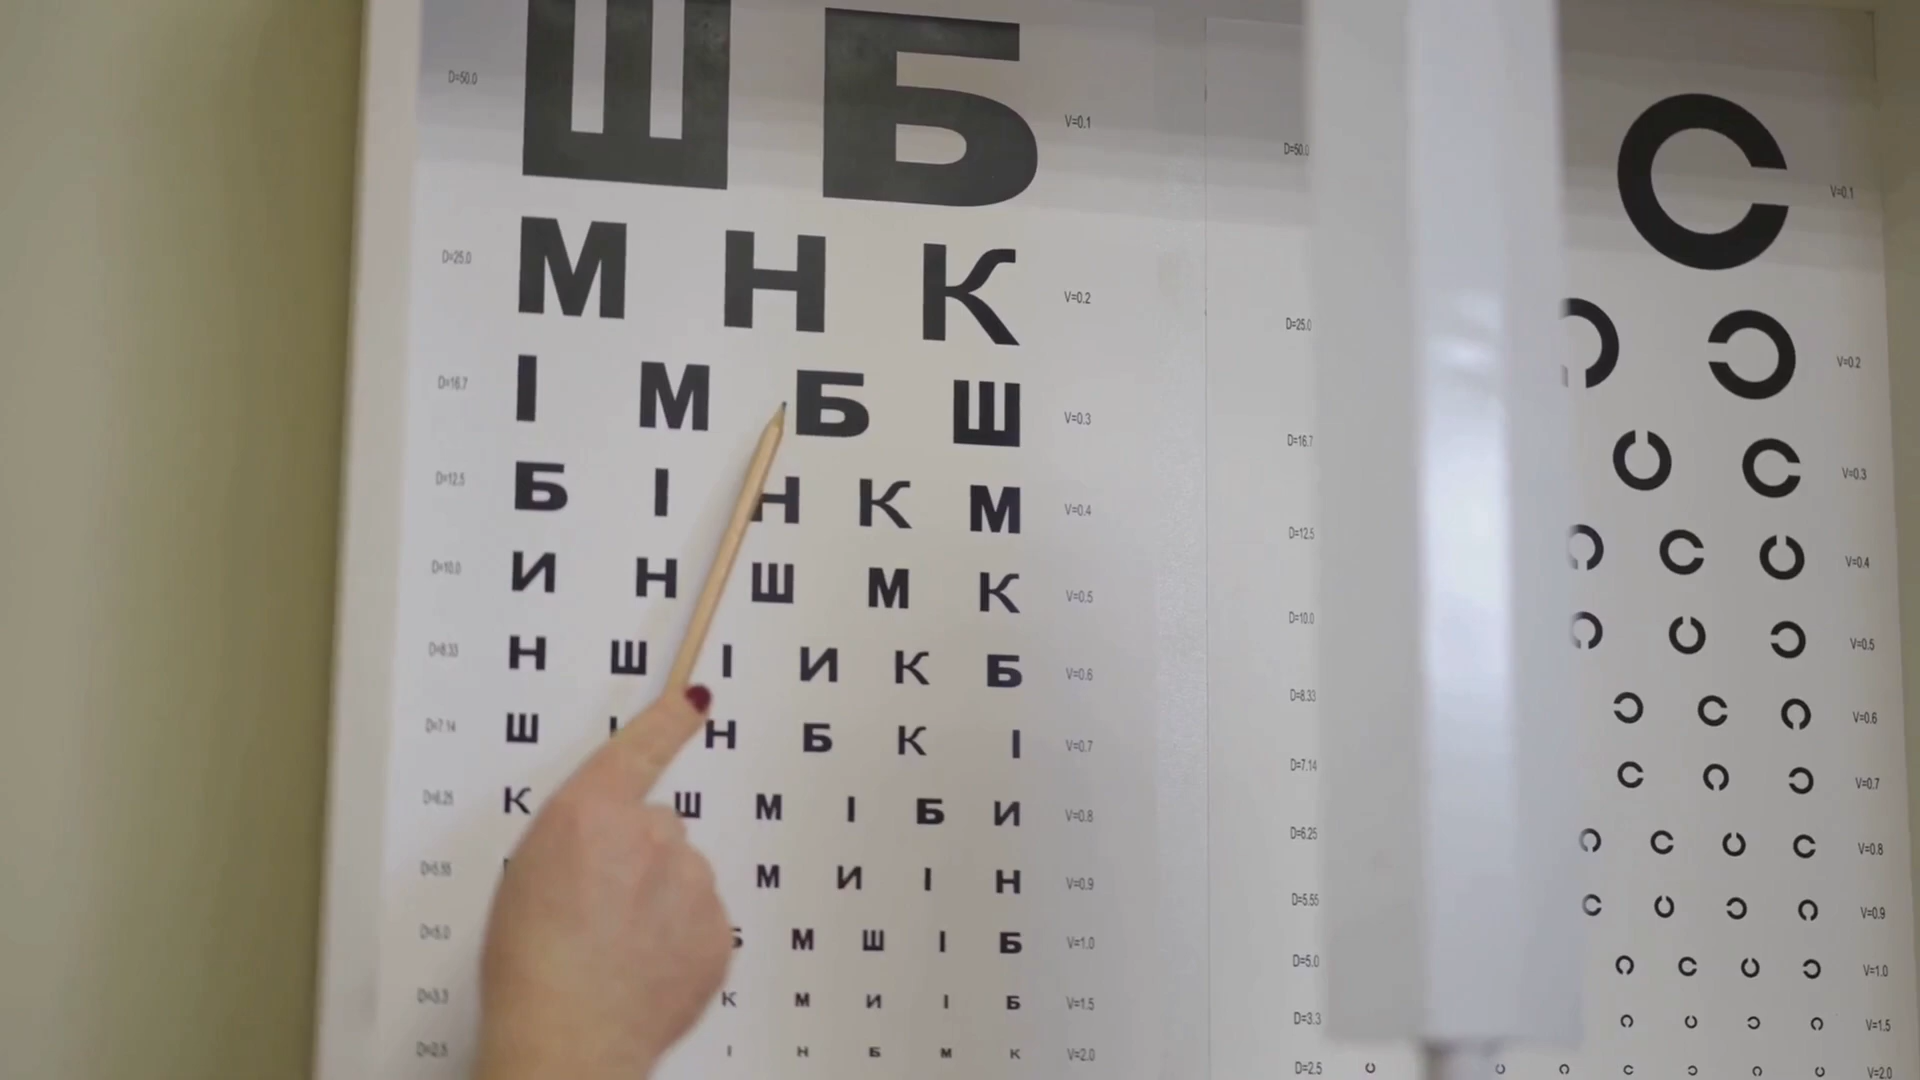 D=50.0 Ш Б V=0.1
D=25.0 М Н К V=0.2
D=16.7 І М Б Ш V=0.3
D=12.5 Б І Н К М V=0.4
D=10.0 И Н Ш М К V=0.5
D=8.33 Н Ш І И К Б V=0.6
D=7.14 Ш Н Б К І V=0.7
D=6.25 К Ш М І Б И V=0.8
D=5.55 М И І Н V=0.9
D=5.0 Б М Ш І Б V=1.0
D=3.3 К М И І Б V=1.5
D=2.5 І Н Б М К V=2.0
D=50.0 V=0.1
D=25.0 V=0.2
D=16.7 V=0.3
D=12.5 V=0.4
D=10.0 V=0.5
D=8.33 V=0.6
D=7.14 V=0.7
D=6.25 V=0.8
D=5.55 V=0.9
D=5.0 V=1.0
D=3.3 V=1.5
D=2.5 V=2.0